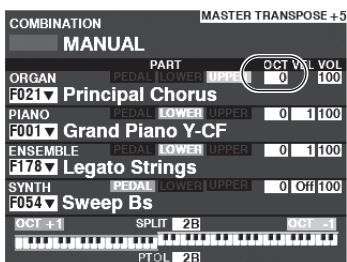 MASTER TRANSPOSE +5
COMBINATION
MANUAL
PART OCT VEL VOL
ORGAN PEDAL LOWER UPPER 0 100
F021▼ Principal Chorus
PIANO PEDAL LOWER UPPER 0 1 100
F001▼ Grand Piano Y-CF
ENSEMBLE PEDAL LOWER UPPER 0 1 100
F178▼ Legato Strings
SYNTH PEDAL LOWER UPPER 0 Off 100
F054▼ Sweep Bs
OCT +1 SPLIT 2B OCT -1
PTOL 2B